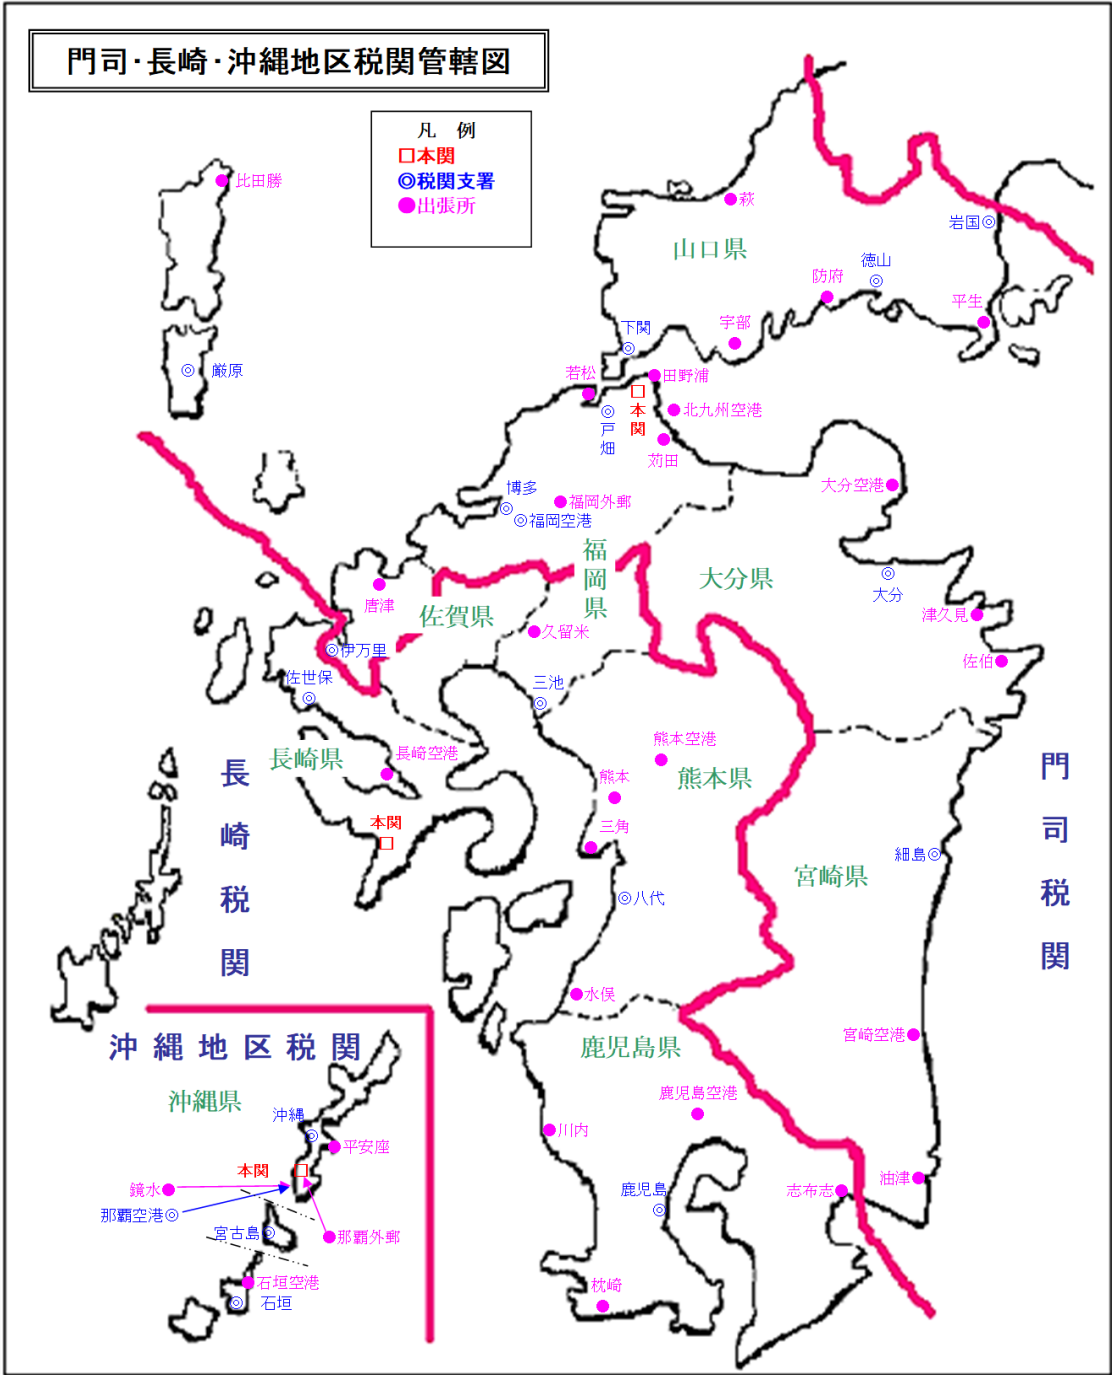 門司･長崎･沖縄地区税関管轄図
凡　例
□本関
◎税関支署
●出張所
比田勝
萩
岩国◎
山口県
徳山
防府
平生
宇部
下関
厳原
若松
田野浦
本関
北九州空港
戸畑
苅田
博多
福岡外郵
◎福岡空港
大分空港
福岡県
大分県
大分
唐津
佐賀県
久留米
津久見
佐伯
◎伊万里
佐世保
三池
長崎県
長崎空港
熊本空港
熊本県
熊本
本関
三角
長崎税関
門司税関
細島◎
宮崎県
◎八代
水俣
宮崎空港
鹿児島県
鹿児島空港
川内
鹿児島
志布志
油津
枕崎
沖縄地区税関
沖縄県
沖縄
平安座
本関
鏡水
那覇空港◎
宮古島◎
那覇外郵
石垣空港
◎石垣